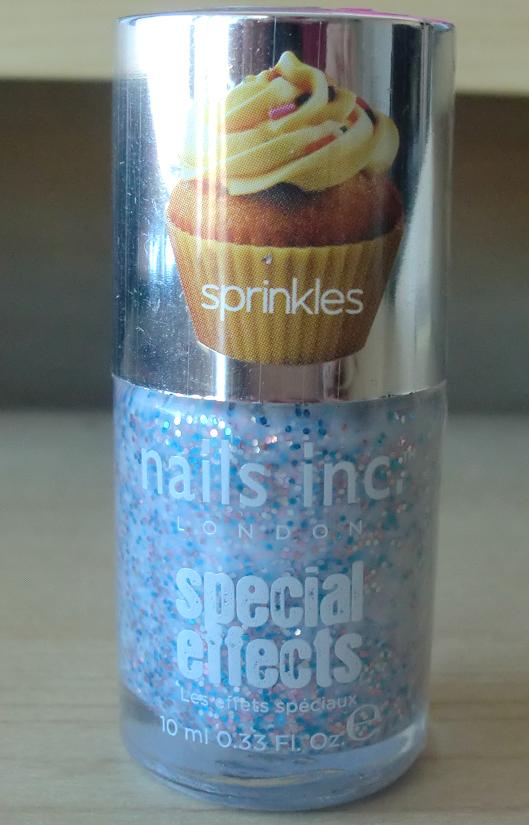 sprinkles
nails inc.
LONDON
special
effects
Les effets spéciaux
10 ml 0.33 Fl. Oz. e